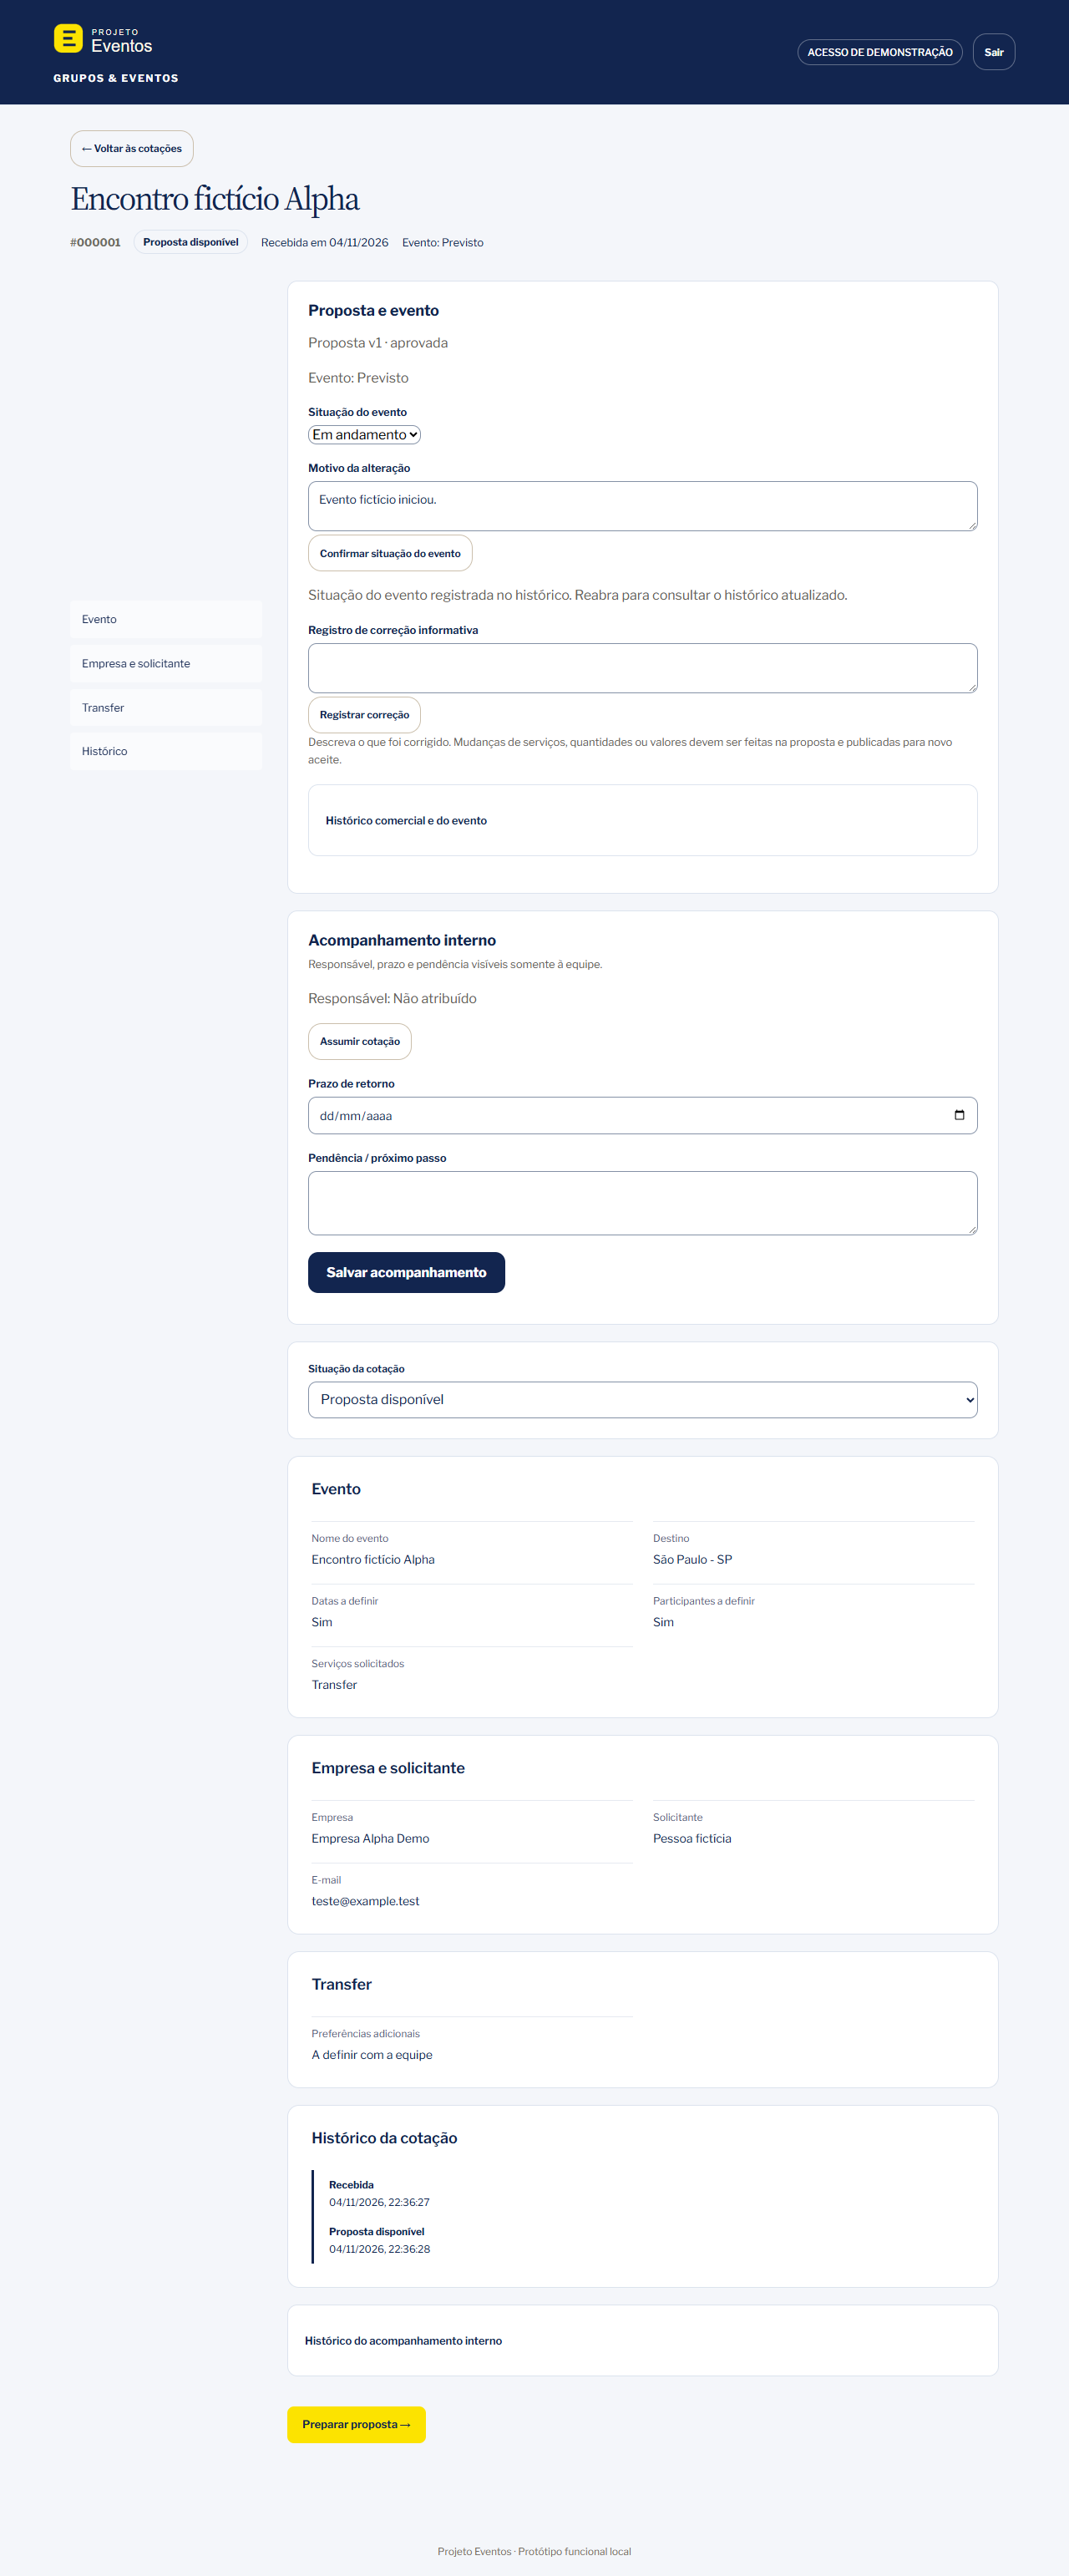 PROJETO
Eventos
GRUPOS & EVENTOS
ACESSO DE DEMONSTRAÇÃO
Sair
← Voltar às cotações
Encontro fictício Alpha
#000001 Proposta disponível Recebida em 04/11/2026 Evento: Previsto
Evento
Empresa e solicitante
Transfer
Histórico
Proposta e evento
Proposta v1 · aprovada
Evento: Previsto
Situação do evento
Em andamento
Motivo da alteração
Evento fictício iniciou.
Confirmar situação do evento
Situação do evento registrada no histórico. Reabra para consultar o histórico atualizado.
Registro de correção informativa
Registrar correção
Descreva o que foi corrigido. Mudanças de serviços, quantidades ou valores devem ser feitas na proposta e publicadas para novo
aceite.
Histórico comercial e do evento
Acompanhamento interno
Responsável, prazo e pendência visíveis somente à equipe.
Responsável: Não atribuído
Assumir cotação
Prazo de retorno
dd/mm/aaaa
Pendência / próximo passo
Salvar acompanhamento
Situação da cotação
Proposta disponível
Evento
Nome do evento
Encontro fictício Alpha
Destino
São Paulo - SP
Datas a definir
Sim
Participantes a definir
Sim
Serviços solicitados
Transfer
Empresa e solicitante
Empresa
Empresa Alpha Demo
Solicitante
Pessoa fictícia
E-mail
teste@example.test
Transfer
Preferências adicionais
A definir com a equipe
Histórico da cotação
Recebida
04/11/2026, 22:36:27
Proposta disponível
04/11/2026, 22:36:28
Histórico do acompanhamento interno
Preparar proposta →
Projeto Eventos · Protótipo funcional local